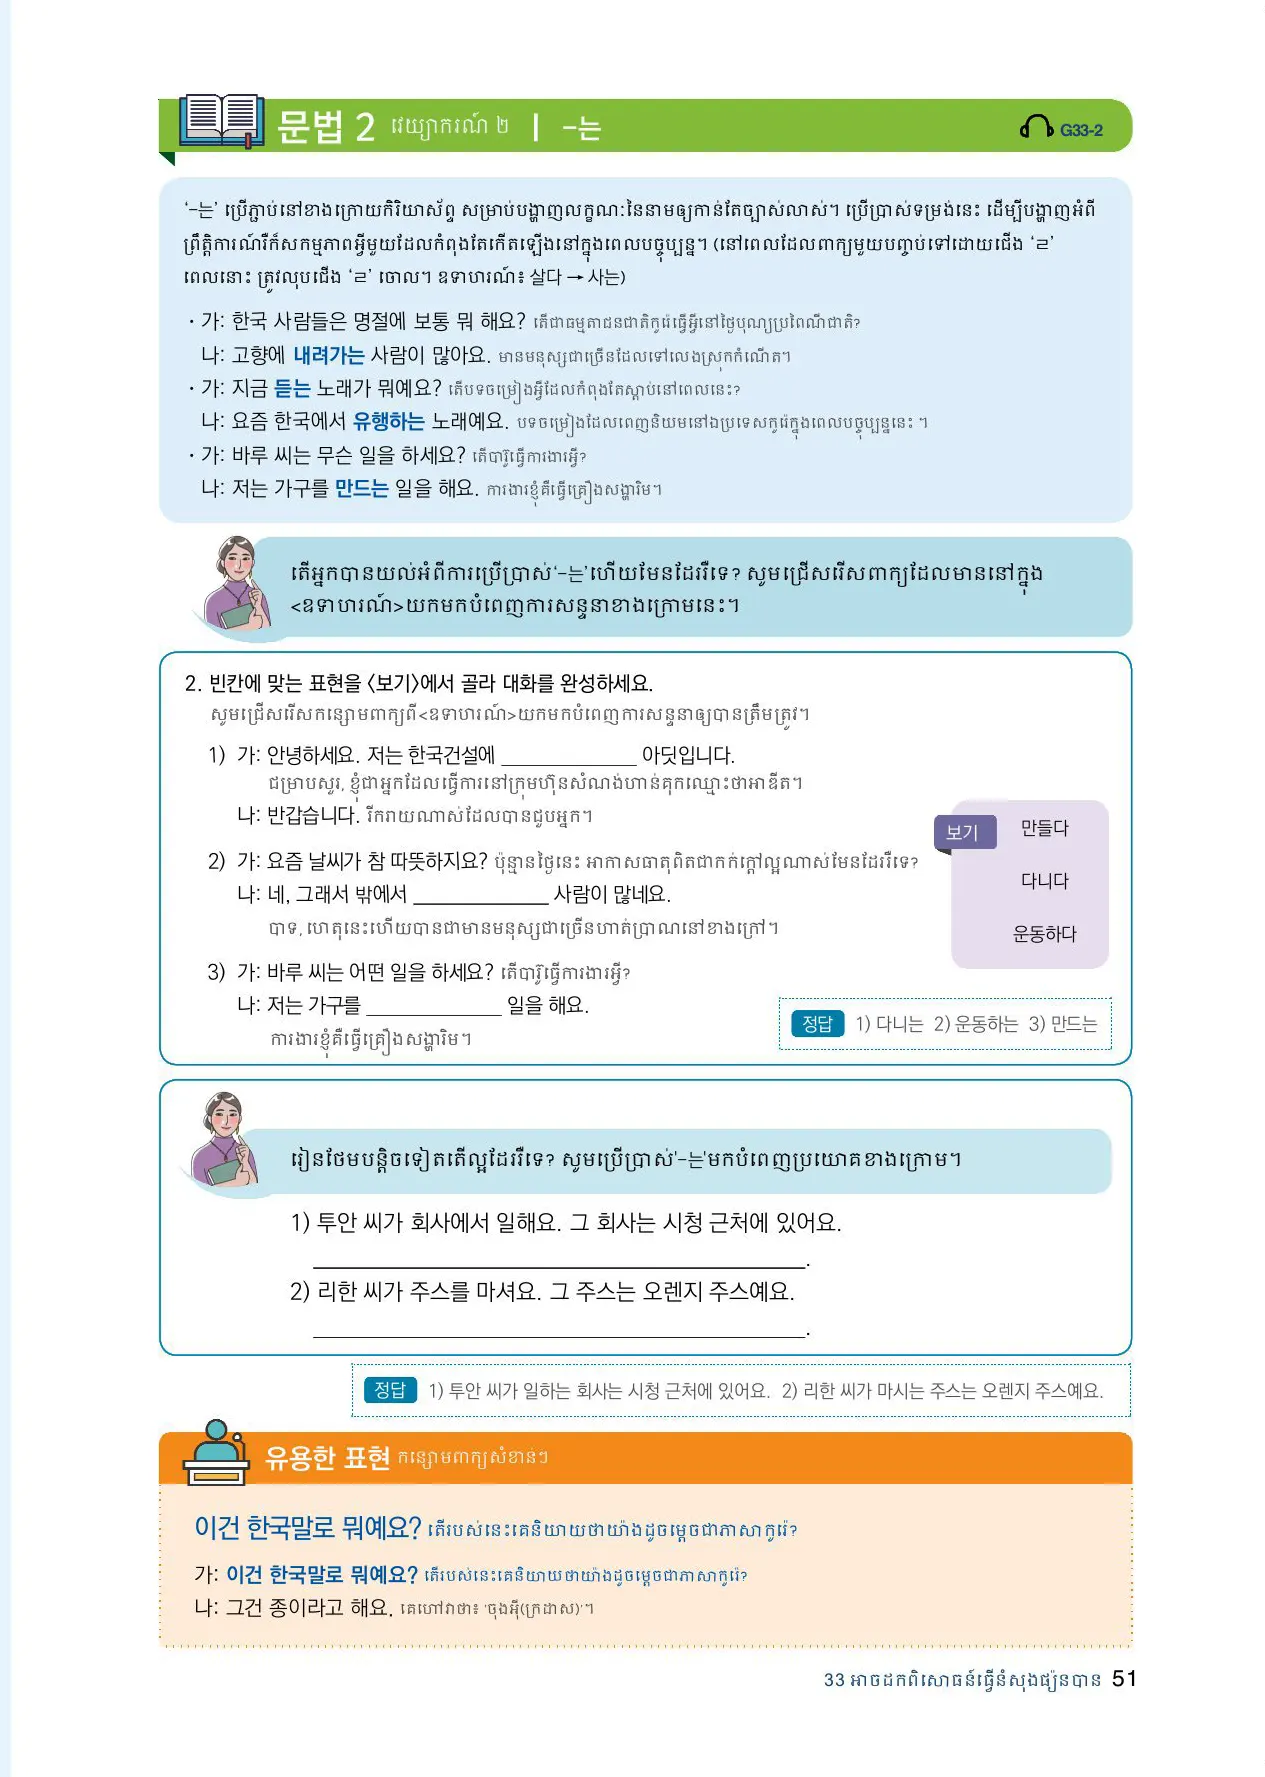 문법 2 វេយ្យាករណ៍ ២ | -는
G33-2
‘-는’ ប្រើភ្ជាប់នៅខាងក្រោយកិរិយាស័ព្ទ សម្រាប់បង្ហាញលក្ខណៈនៃនាមឲ្យកាន់តែច្បាស់លាស់។ ប្រើប្រាស់ទម្រង់នេះ ដើម្បីបង្ហាញអំពី
ព្រឹត្តិការណ៍រឺក៏សកម្មភាពអ្វីមួយដែលកំពុងតែកើតឡើងនៅក្នុងពេលបច្ចុប្បន្ន។ (នៅពេលដែលពាក្យមួយបញ្ចប់ទៅដោយជើង ‘ㄹ’
ពេលនោះ ត្រូវលុបជើង ‘ㄹ’ ចោល។ ឧទាហរណ៍៖ 살다 → 사는)
· 가: 한국 사람들은 명절에 보통 뭐 해요? តើជាធម្មតាជនជាតិកូរ៉េធ្វើអ្វីនៅថ្ងៃបុណ្យប្រពៃណីជាតិ?
나: 고향에 내려가는 사람이 많아요. មានមនុស្សជាច្រើនដែលទៅលេងស្រុកកំណើត។
· 가: 지금 듣는 노래가 뭐예요? តើបទចម្រៀងអ្វីដែលកំពុងតែស្តាប់នៅពេលនេះ?
나: 요즘 한국에서 유행하는 노래예요. បទចម្រៀងដែលពេញនិយមនៅឯប្រទេសកូរ៉េក្នុងពេលបច្ចុប្បន្ននេះ ។
· 가: 바루 씨는 무슨 일을 하세요? តើបារ៊ូធ្វើការងារអ្វី?
나: 저는 가구를 만드는 일을 해요. ការងារខ្ញុំគឺធ្វើគ្រឿងសង្ហារិម។
តើអ្នកបានយល់អំពីការប្រើប្រាស់‘-는’ហើយមែនដែររឺទេ? សូមជ្រើសរើសពាក្យដែលមាននៅក្នុង
<ឧទាហរណ៍>យកមកបំពេញការសន្ទនាខាងក្រោមនេះ។
2. 빈칸에 맞는 표현을 〈보기〉에서 골라 대화를 완성하세요.
សូមជ្រើសរើសកន្សោមពាក្យពី<ឧទាហរណ៍>យកមកបំពេញការសន្ទនាឲ្យបានត្រឹមត្រូវ។
1) 가: 안녕하세요. 저는 한국건설에 ____________ 아딧입니다.
ជម្រាបសួរ, ខ្ញុំជាអ្នកដែលធ្វើការនៅក្រុមហ៊ុនសំណង់ហាន់គុកឈ្មោះថាអាឌីត។
나: 반갑습니다. រីករាយណាស់ដែលបានជួបអ្នក។
보기 만들다
다니다
운동하다
2) 가: 요즘 날씨가 참 따뜻하지요? ប៉ុន្មានថ្ងៃនេះ អាកាសធាតុពិតជាកក់ក្តៅល្អណាស់មែនដែររឺទេ?
나: 네, 그래서 밖에서 ____________ 사람이 많네요.
បាទ, ហេតុនេះហើយបានជាមានមនុស្សជាច្រើនហាត់ប្រាណនៅខាងក្រៅ។
3) 가: 바루 씨는 어떤 일을 하세요? តើបារ៊ូធ្វើការងារអ្វី?
나: 저는 가구를 ____________ 일을 해요.
ការងារខ្ញុំគឺធ្វើគ្រឿងសង្ហារិម។
정답 1) 다니는 2) 운동하는 3) 만드는
រៀនថែមបន្តិចទៀតតើល្អដែររឺទេ? សូមប្រើប្រាស់'-는'មកបំពេញប្រយោគខាងក្រោម។
1) 투안 씨가 회사에서 일해요. 그 회사는 시청 근처에 있어요.
____________________________.
2) 리한 씨가 주스를 마셔요. 그 주스는 오렌지 주스예요.
____________________________.
정답 1) 투안 씨가 일하는 회사는 시청 근처에 있어요. 2) 리한 씨가 마시는 주스는 오렌지 주스예요.
유용한 표현 កន្សោមពាក្យសំខាន់ៗ
이건 한국말로 뭐예요? តើរបស់នេះគេនិយាយថាយ៉ាងដូចម្តេចជាភាសាកូរ៉េ?
가: 이건 한국말로 뭐예요? តើរបស់នេះគេនិយាយថាយ៉ាងដូចម្តេចជាភាសាកូរ៉េ?
나: 그건 종이라고 해요. គេហៅវាថា៖ 'ចុងអ៊ី(ក្រដាស)'។
33 អាចដកពិសោធន៍ធ្វើនំសុងផ្យ៉នបាន 51